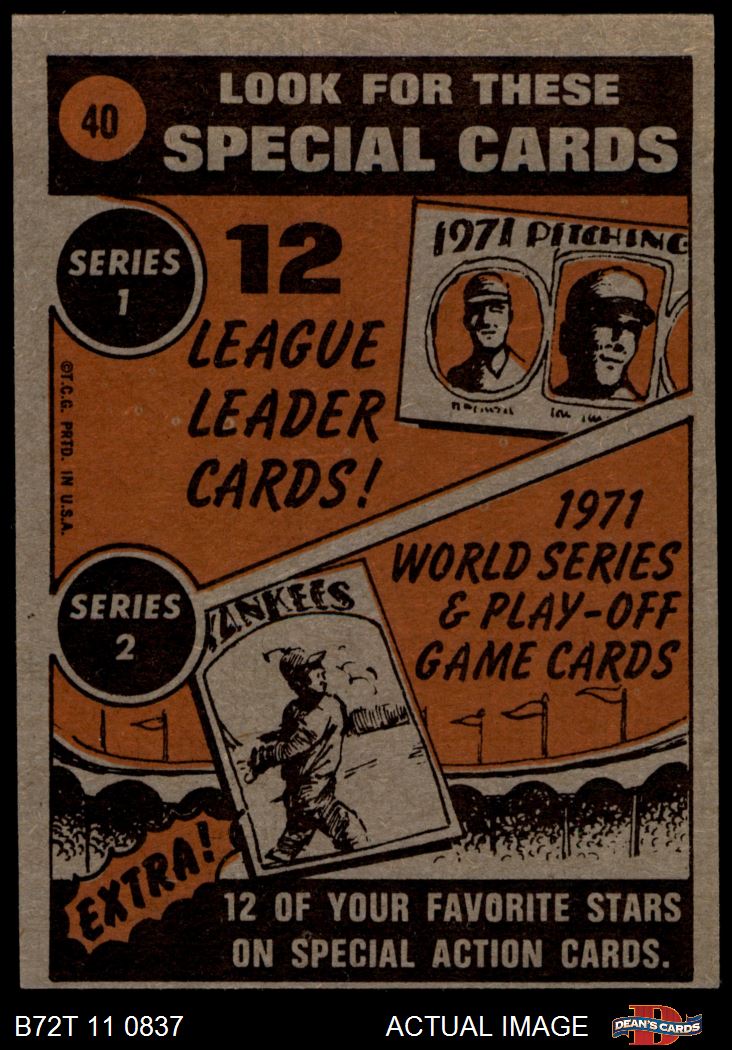 40
LOOK FOR THESE
SPECIAL CARDS
SERIES
1
12
LEAGUE
LEADER
CARDS!
1971 PITCHING
©T.C.G. PRTD. IN U.S.A.
1971
WORLD SERIES
& PLAY-OFF
GAME CARDS
SERIES
2
YANKEES
EXTRA!
12 OF YOUR FAVORITE STARS
ON SPECIAL ACTION CARDS.
B72T 11 0837
ACTUAL IMAGE
DEAN'S CARDS